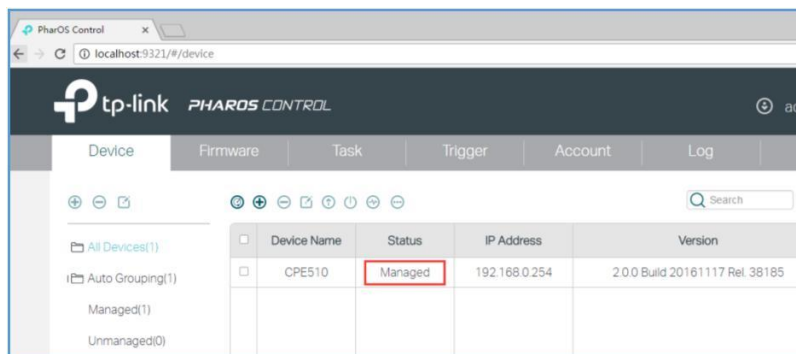 PharOS Control
localhost:9321/#/device
tp-link PHAROS CONTROL
Device Firmware Task Trigger Account Log
Search
All Devices(1)
Auto Grouping(1)
Managed(1)
Unmanaged(0)
Device Name Status IP Address Version
CPE510 Managed 192.168.0.254 2.0.0 Build 20161117 Rel. 38185